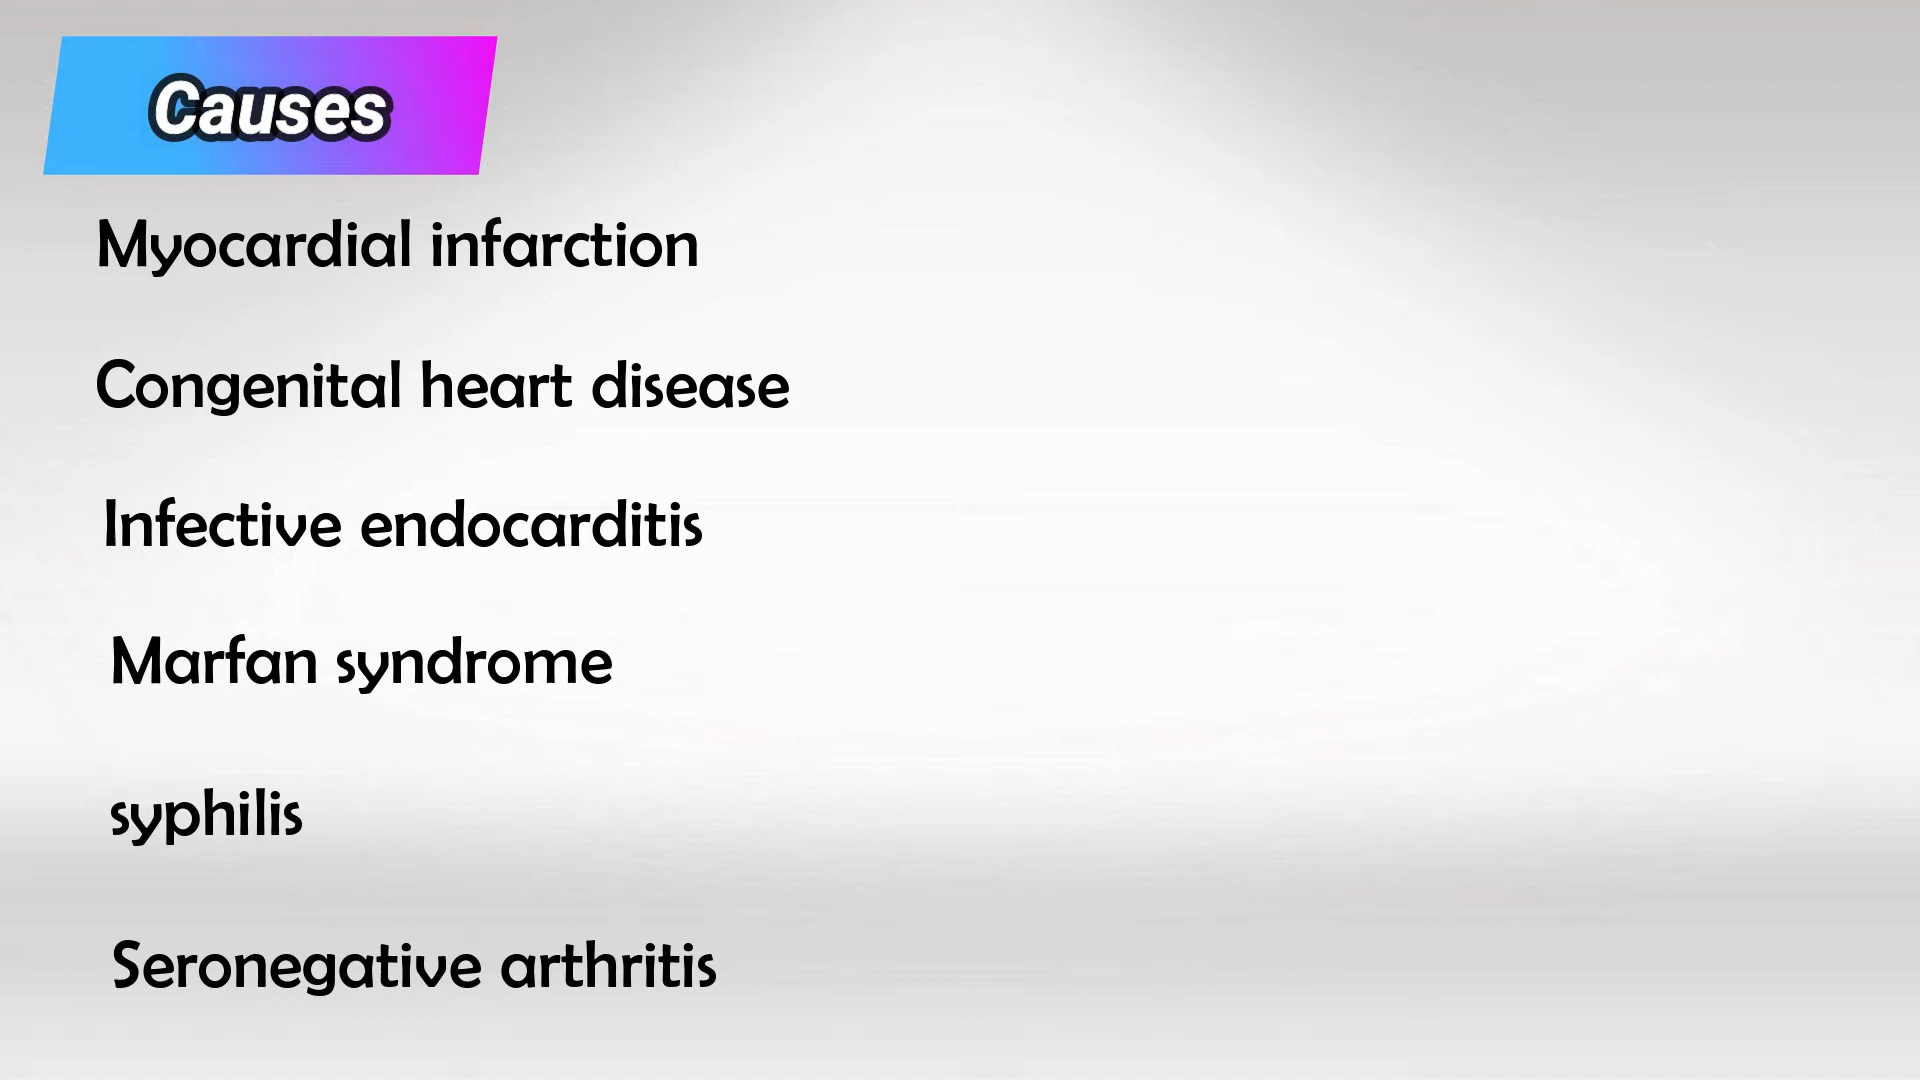 Causes
Myocardial infarction
Congenital heart disease
Infective endocarditis
Marfan syndrome
syphilis
Seronegative arthritis